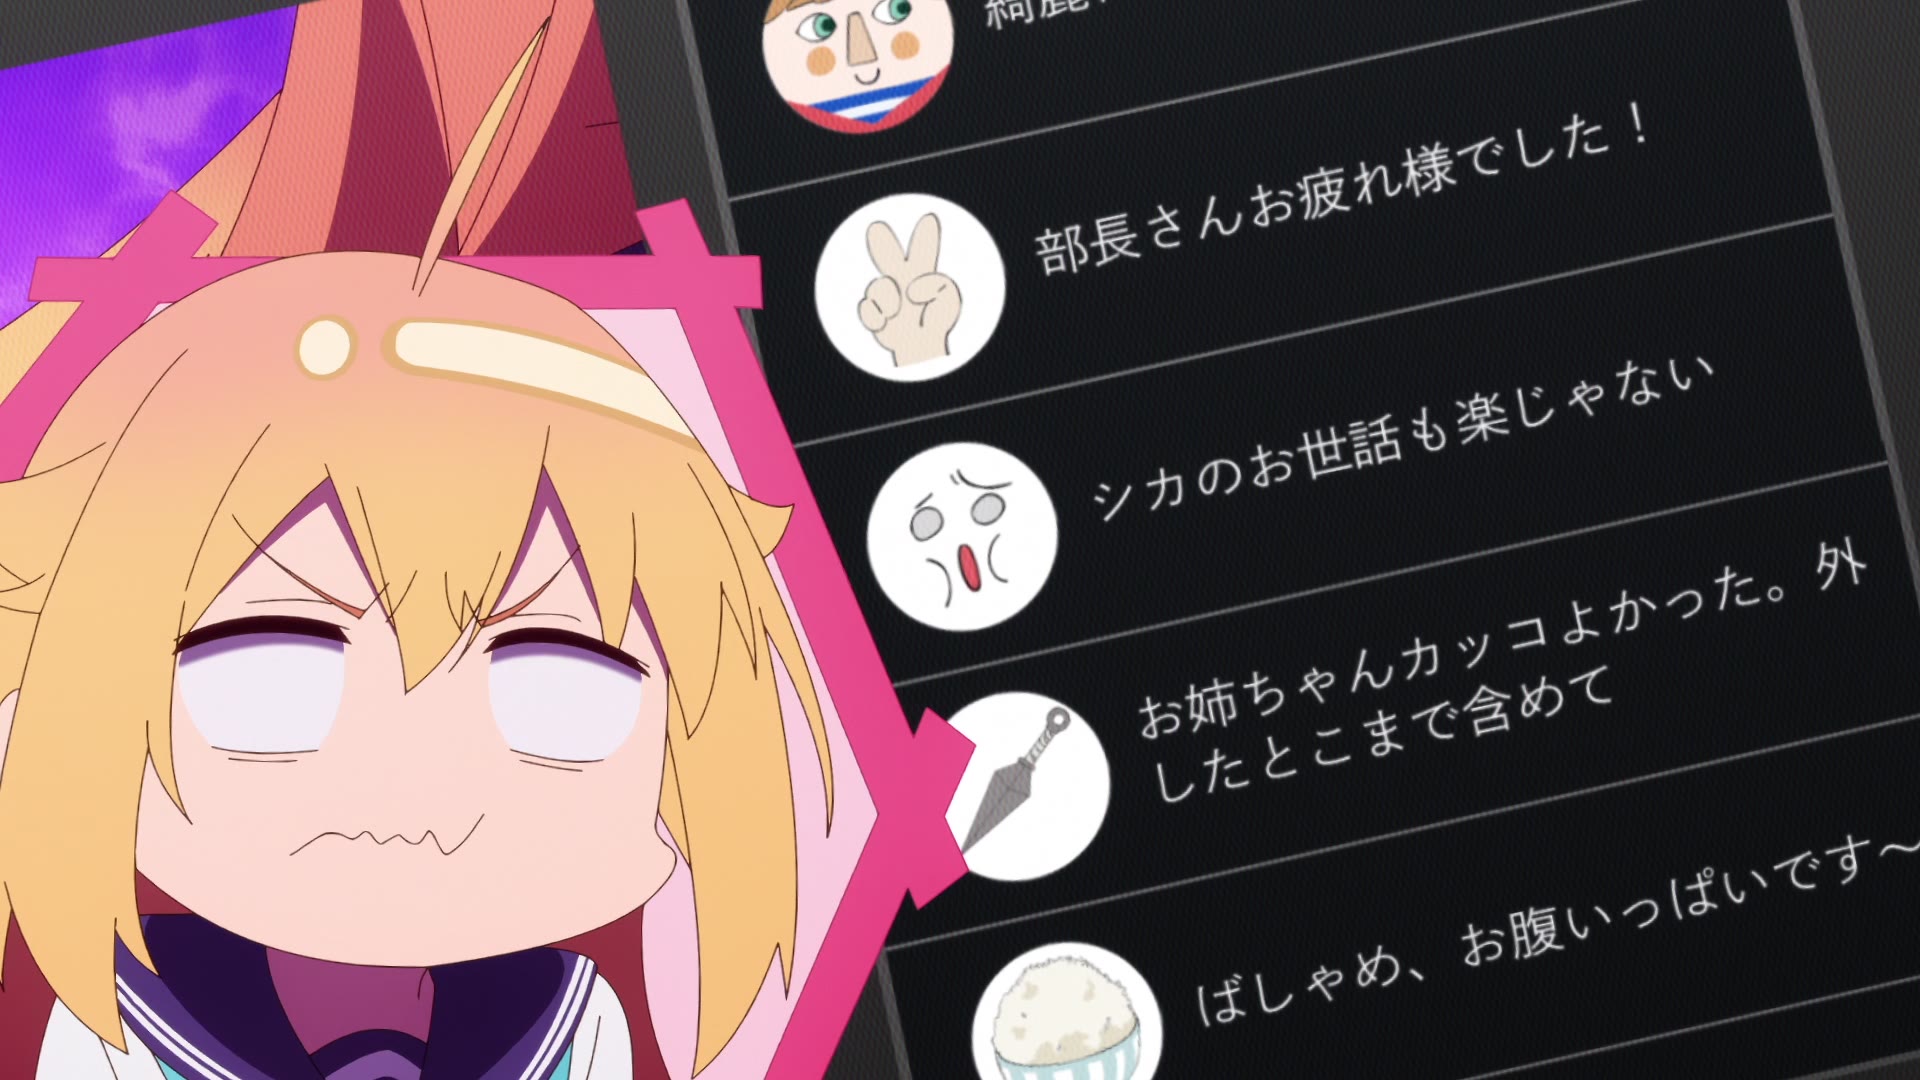 綺麗
部長さんお疲れ様でした！
シカのお世話も楽じゃない
お姉ちゃんカッコよかった。外
したとこまで含めて
ばしゃめ、お腹いっぱいです～